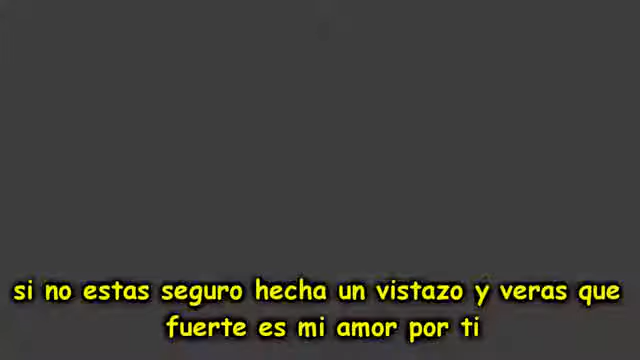 si no estas seguro hecha un vistazo y veras que
fuerte es mi amor por ti